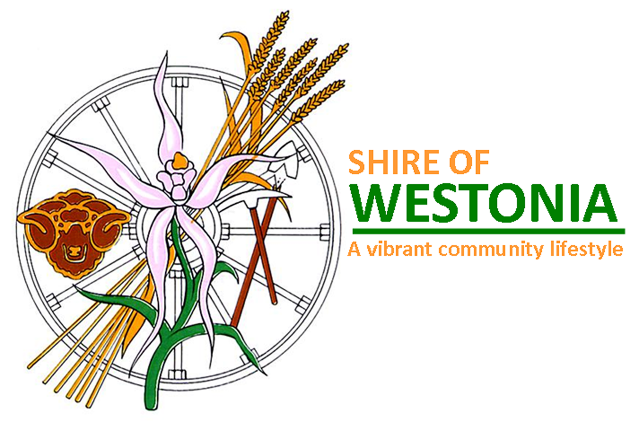 SHIRE OF
WESTONIA
A vibrant community lifestyle